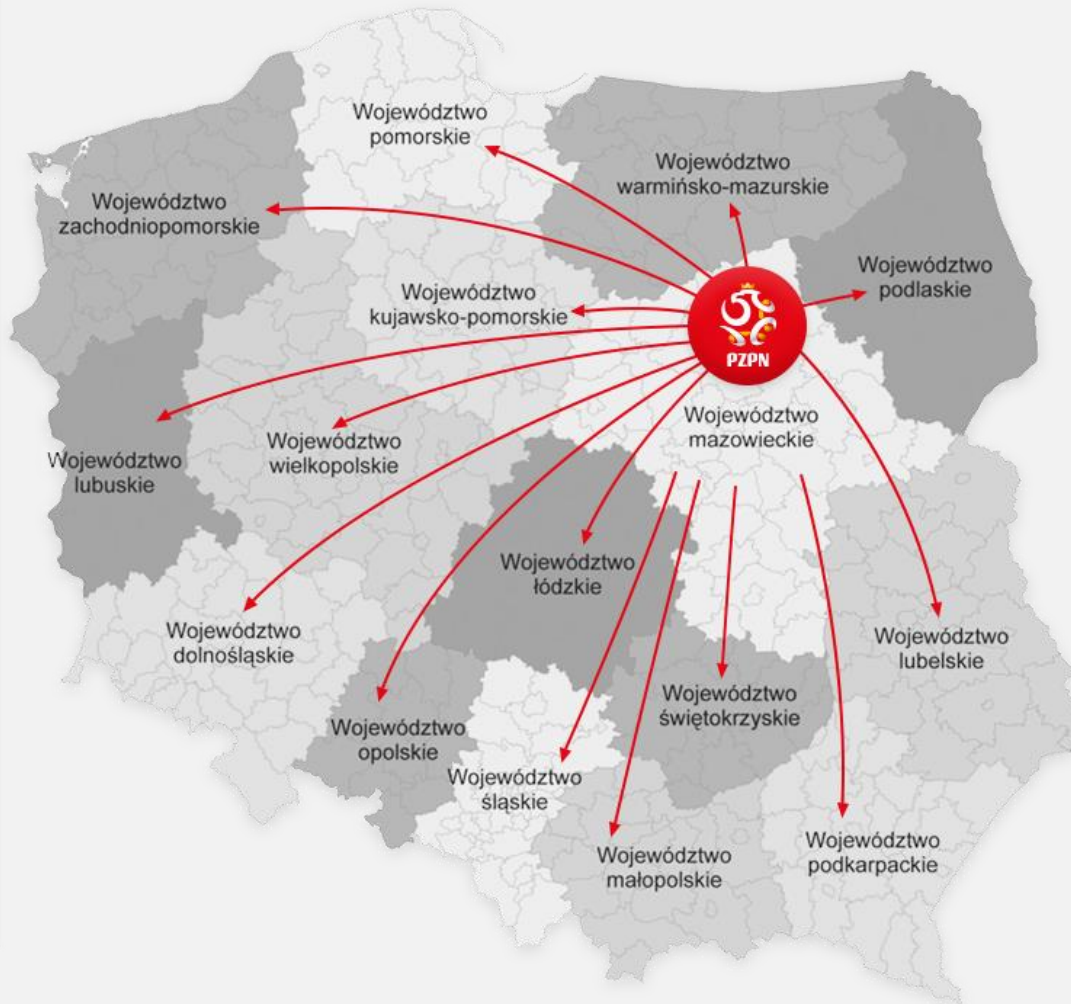 Województwo
pomorskie
Województwo
warmińsko-mazurskie
Województwo
zachodniopomorskie
Województwo
podlaskie
Województwo
kujawsko-pomorskie
PZPN
Województwo
mazowieckie
Województwo
wielkopolskie
Województwo
lubuskie
Województwo
łódzkie
Województwo
dolnośląskie
Województwo
lubelskie
Województwo
świętokrzyskie
Województwo
opolskie
Województwo
śląskie
Województwo
małopolskie
Województwo
podkarpackie